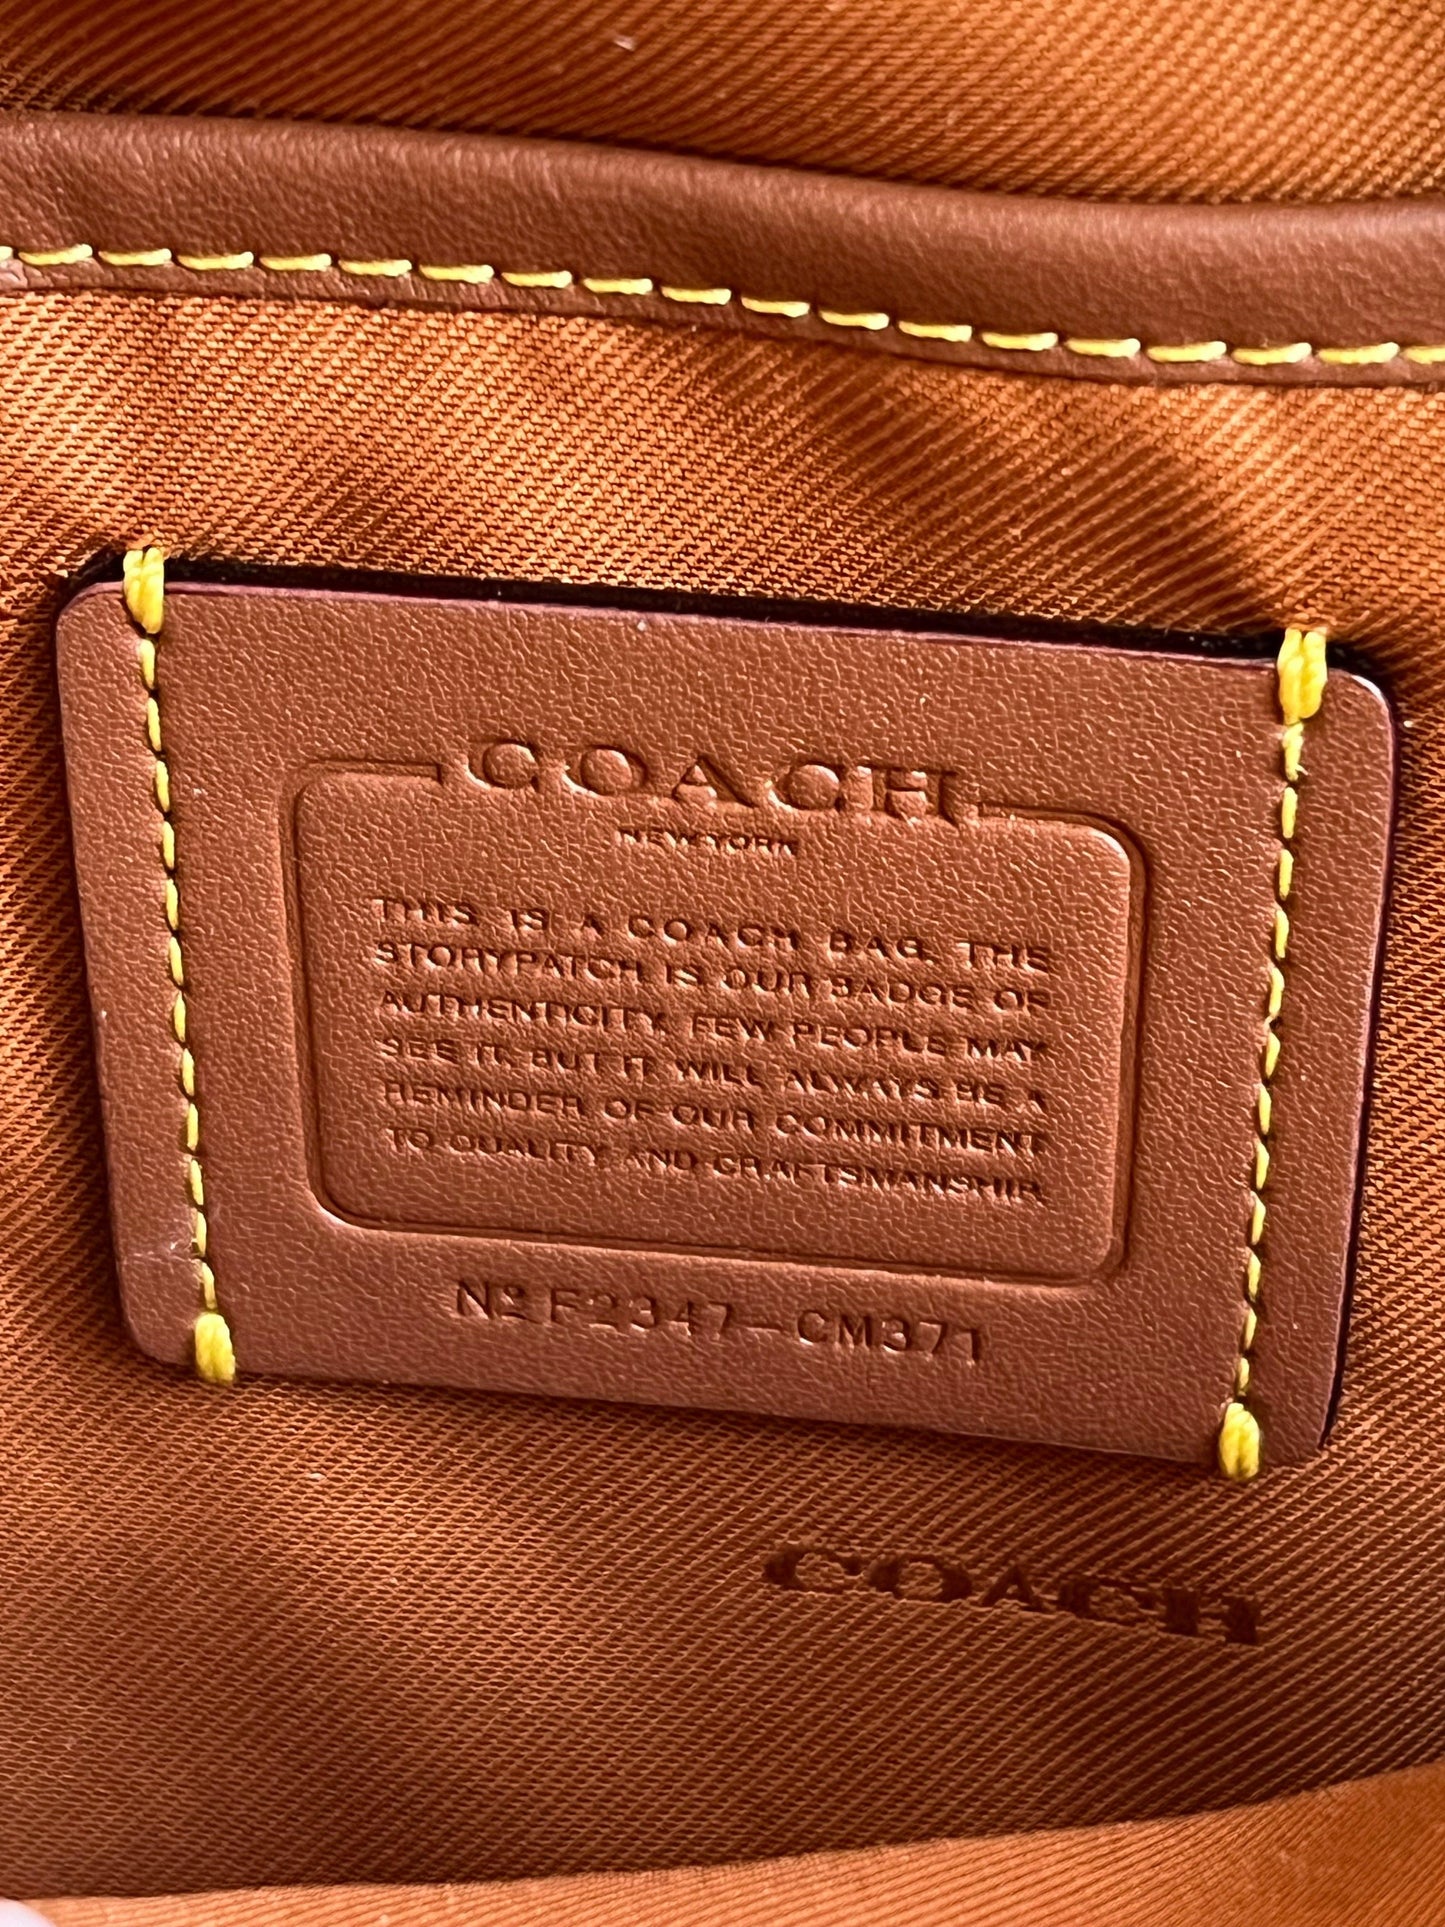 COACH
NEW YORK
THIS IS A COACH BAG. THE
STORYPATCH IS OUR BADGE OF
AUTHENTICITY. FEW PEOPLE MAY
SEE IT, BUT IT WILL ALWAYS BE A
REMINDER OF OUR COMMITMENT
TO QUALITY AND CRAFTSMANSHIP.
Nº F2347-CM371
COACH